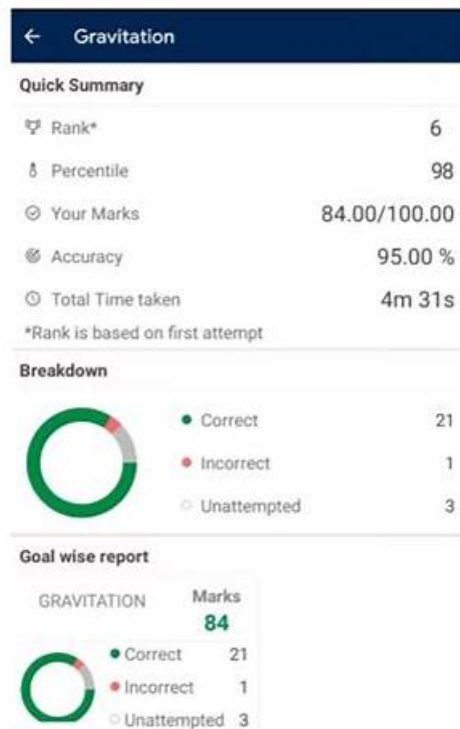 Gravitation
Quick Summary
Rank* 6
Percentile 98
Your Marks 84.00/100.00
Accuracy 95.00 %
Total Time taken 4m 31s
*Rank is based on first attempt
Breakdown
Correct 21
Incorrect 1
Unattempted 3
Goal wise report
GRAVITATION Marks
84
Correct 21
Incorrect 1
Unattempted 3